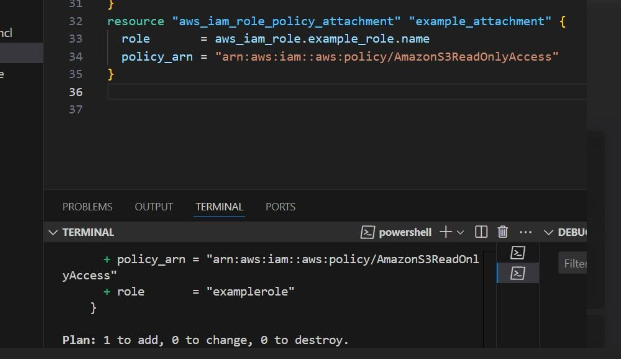 31 }
32 resource "aws_iam_role_policy_attachment" "example_attachment" {
33 role = aws_iam_role.example_role.name
34 policy_arn = "arn:aws:iam::aws:policy/AmazonS3ReadOnlyAccess"
35 }
36
37
ncl
e
PROBLEMS OUTPUT TERMINAL PORTS
TERMINAL powershell DEBU
+ policy_arn = "arn:aws:iam::aws:policy/AmazonS3ReadOnl
yAccess"
+ role = "examplerole"
}
Filter
Plan: 1 to add, 0 to change, 0 to destroy.